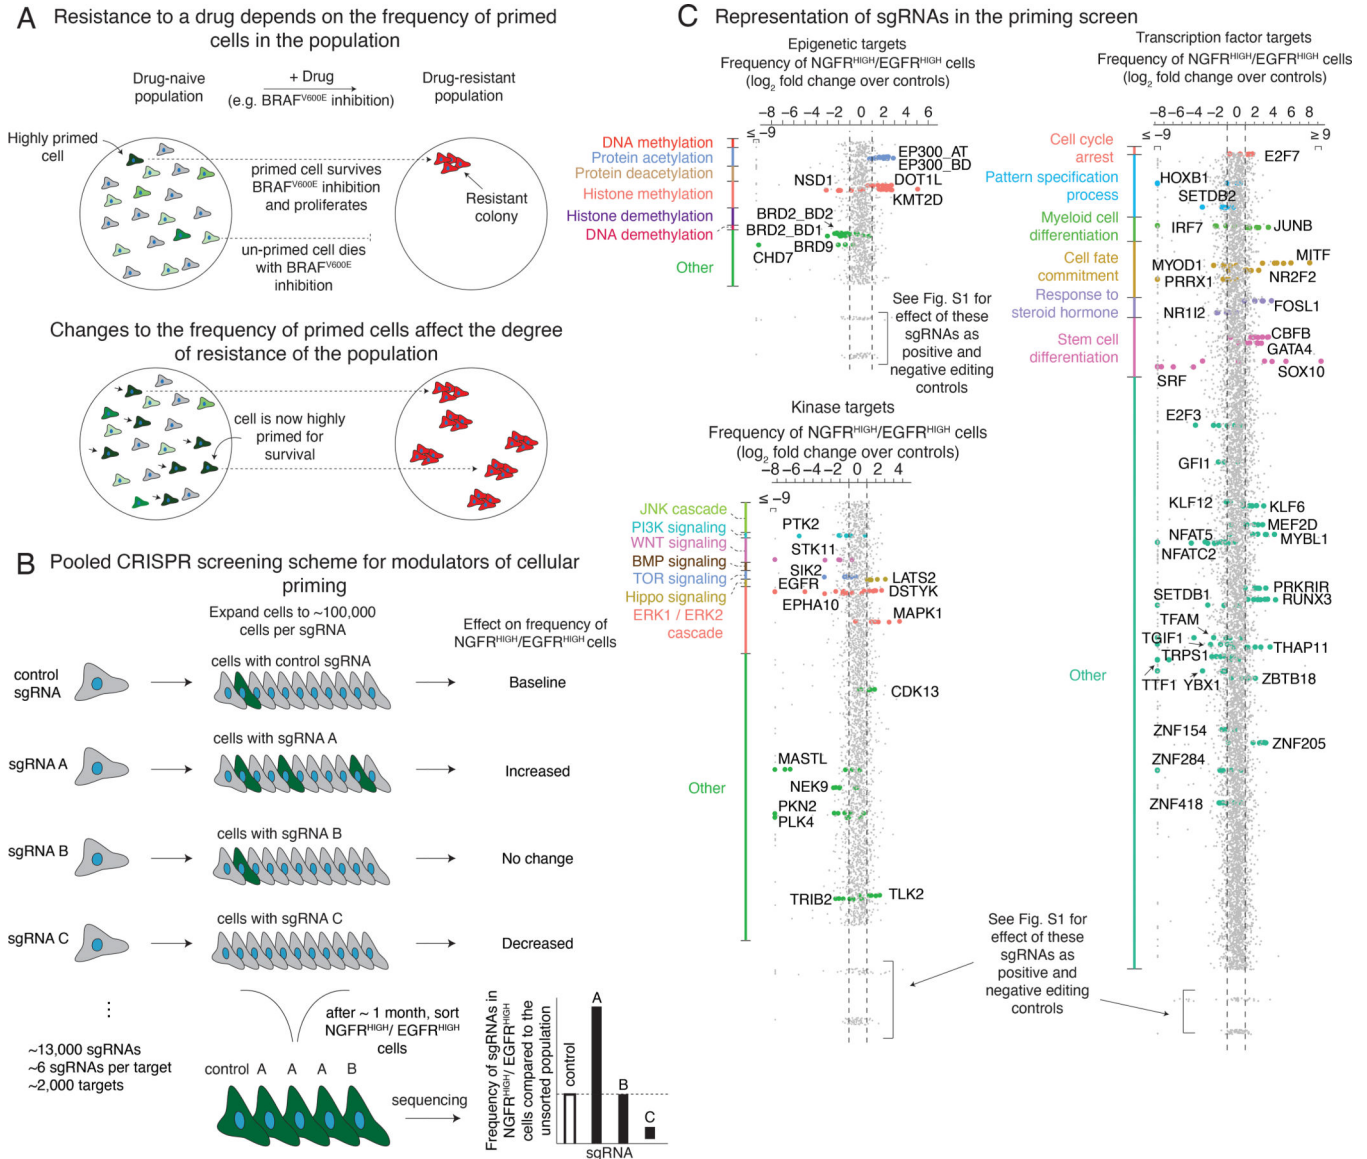 A Resistance to a drug depends on the frequency of primed
cells in the population
Drug-naive
population
+ Drug
(e.g. BRAFV600E inhibition)
Drug-resistant
population
Highly primed
cell
primed cell survives
BRAFV600E inhibition
and proliferates
Resistant
colony
un-primed cell dies
with BRAFV600E
inhibition
Changes to the frequency of primed cells affect the degree
of resistance of the population
cell is now highly
primed for
survival
B Pooled CRISPR screening scheme for modulators of cellular
priming
Expand cells to ~100,000
cells per sgRNA
Effect on frequency of
NGFRHIGH/EGFRHIGH cells
control
sgRNA
cells with control sgRNA
Baseline
sgRNA A
cells with sgRNA A
Increased
sgRNA B
cells with sgRNA B
No change
sgRNA C
cells with sgRNA C
Decreased
⋮
~13,000 sgRNAs
~6 sgRNAs per target
~2,000 targets
after ~ 1 month, sort
NGFRHIGH/ EGFRHIGH
cells
control A A A B
sequencing
Frequency of sgRNAs in
NGFRHIGH/ EGFRHIGH
cells compared to the
unsorted population
control
A
B
C
sgRNA
C Representation of sgRNAs in the priming screen
Epigenetic targets
Frequency of NGFRHIGH/EGFRHIGH cells
(log2 fold change over controls)
−8 −6 −4 −2 0 2 4 6
≤ −9
DNA methylation
Protein acetylation
Protein deacetylation
Histone methylation
Histone demethylation
DNA demethylation
Other
EP300_AT
EP300_BD
NSD1
DOT1L
KMT2D
BRD2_BD2
BRD2_BD1
BRD9
CHD7
See Fig. S1 for
effect of these
sgRNAs as
positive and
negative editing
controls
Kinase targets
Frequency of NGFRHIGH/EGFRHIGH cells
(log2 fold change over controls)
−8 −6 −4 −2 0 2 4
≤ −9
JNK cascade
PI3K signaling
WNT signaling
BMP signaling
TOR signaling
Hippo signaling
ERK1 / ERK2
cascade
Other
PTK2
STK11
SIK2
EGFR
LATS2
DSTYK
EPHA10
MAPK1
CDK13
MASTL
NEK9
PKN2
PLK4
TRIB2
TLK2
See Fig. S1 for
effect of these
sgRNAs as
positive and
negative editing
controls
Transcription factor targets
Frequency of NGFRHIGH/EGFRHIGH cells
(log2 fold change over controls)
−8 −6 −4 −2 0 2 4 6 8
≤ −9
≥ 9
Cell cycle
arrest
Pattern specification
process
Myeloid cell
differentiation
Cell fate
commitment
Response to
steroid hormone
Stem cell
differentiation
Other
E2F7
HOXB1
SETDB2
IRF7
JUNB
MITF
MYOD1
NR2F2
PRRX1
FOSL1
NR1I2
CBFB
GATA4
SOX10
SRF
E2F3
GFI1
KLF12
KLF6
MEF2D
NFAT5
MYBL1
NFATC2
PRKRIR
SETDB1
RUNX3
TFAM
TGIF1
THAP11
TRPS1
TTF1
YBX1
ZBTB18
ZNF154
ZNF205
ZNF284
ZNF418